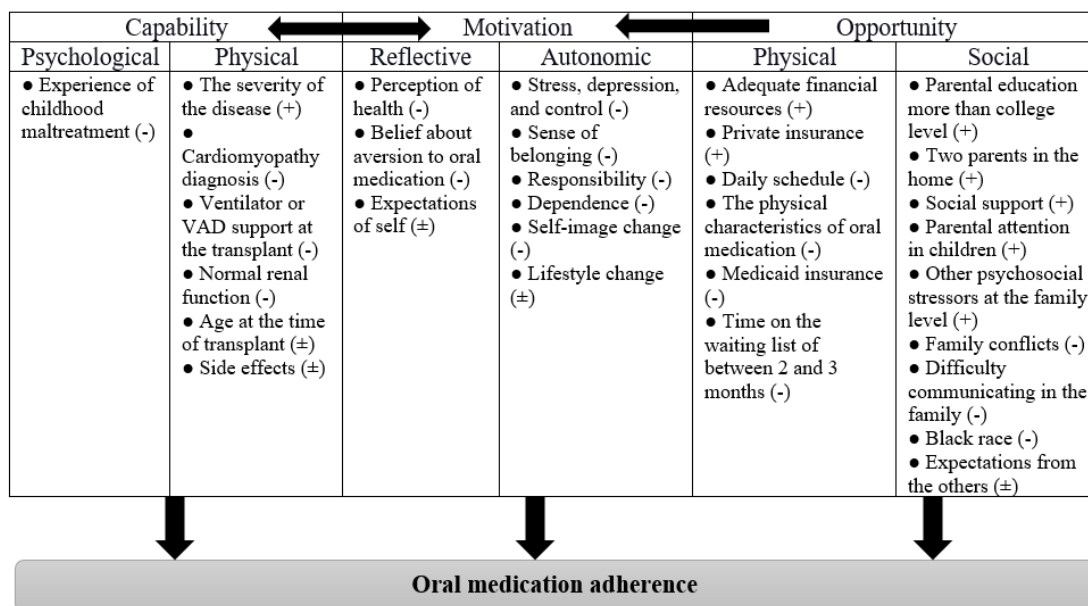 Capability
Motivation
Opportunity
Psychological
Physical
Reflective
Autonomic
Physical
Social
● Experience of
childhood
maltreatment (-)
● The severity of
the disease (+)
●
Cardiomyopathy
diagnosis (-)
● Ventilator or
VAD support at
the transplant (-)
● Normal renal
function (-)
● Age at the time
of transplant (±)
● Side effects (±)
● Perception of
health (-)
● Belief about
aversion to oral
medication (-)
● Expectations
of self (±)
● Stress, depression,
and control (-)
● Sense of
belonging (-)
● Responsibility (-)
● Dependence (-)
● Self-image change
(-)
● Lifestyle change
(±)
● Adequate financial
resources (+)
● Private insurance
(+)
● Daily schedule (-)
● The physical
characteristics of oral
medication (-)
● Medicaid insurance
(-)
● Time on the
waiting list of
between 2 and 3
months (-)
● Parental education
more than college
level (+)
● Two parents in the
home (+)
● Social support (+)
● Parental attention
in children (+)
● Other psychosocial
stressors at the family
level (+)
● Family conflicts (-)
● Difficulty
communicating in the
family (-)
● Black race (-)
● Expectations from
the others (±)
Oral medication adherence